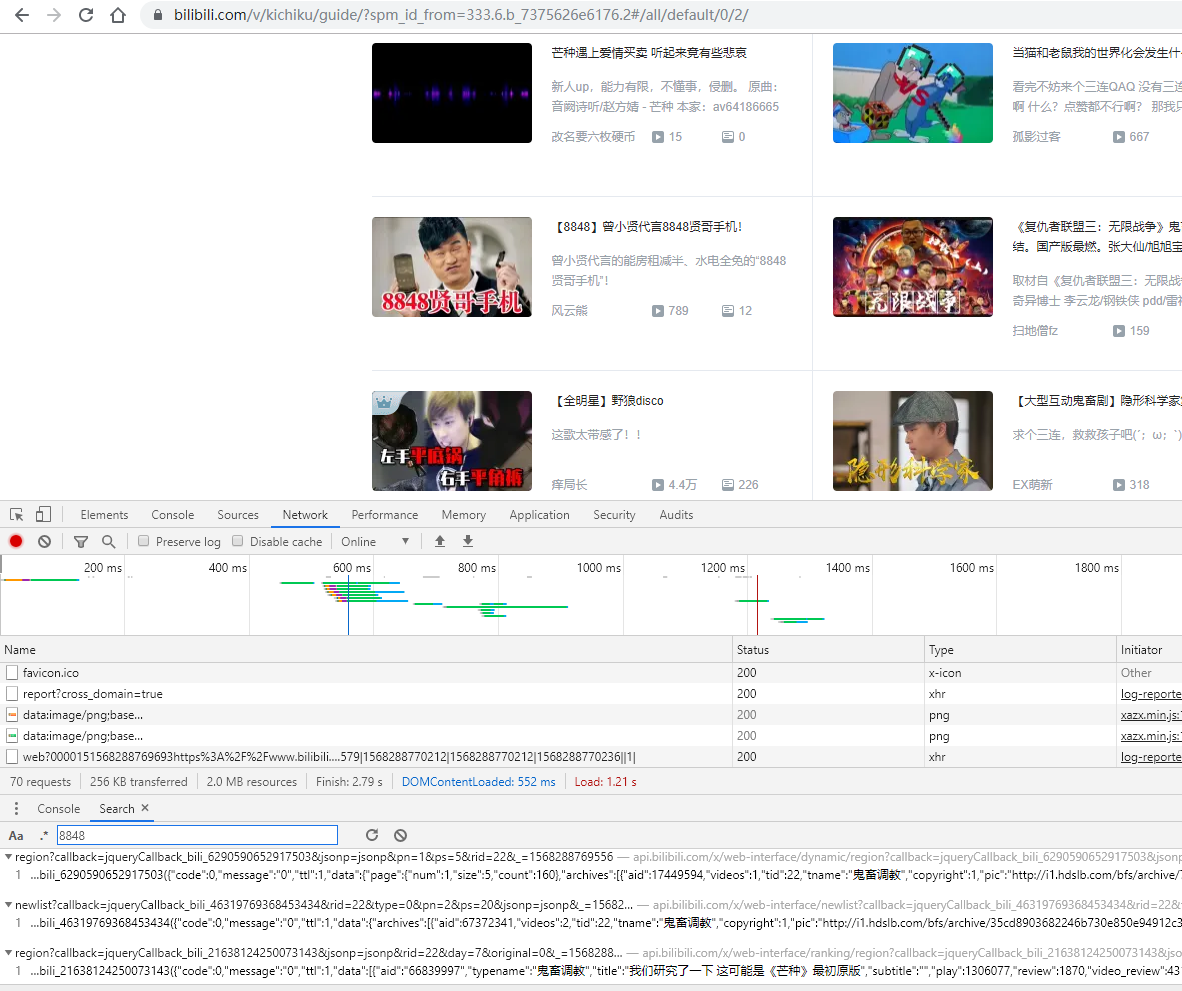 bilibili.com/v/kichiku/guide/?spm_id_from=333.6.b_7375626e6176.2#/all/default/0/2/
芒种遇上爱情买卖 听起来竟有些悲哀
新人up，能力有限，不懂事，侵删。 原曲：
音阙诗听/赵方婧 - 芒种 本家：av64186665
改名要六枚硬币 15 0
当猫和老鼠我的世界化会发生什
看完不妨来个三连QAQ 没有三连
啊 什么？点赞都不行啊？ 那我只
孤影过客 667
【8848】曾小贤代言8848贤哥手机！
曾小贤代言的能房租减半、水电全免的“8848
贤哥手机”！
风云熊 789 12
8848贤哥手机
《复仇者联盟三：无限战争》鬼
结。国产版最燃。张大仙/旭旭宝
取材自《复仇者联盟三：无限战
奇异博士 李云龙/钢铁侠 pdd/雷神
扫地僧fz 159
无限战争
【全明星】野狼disco
这歌太带感了！！
痒局长 4.4万 226
左手平底锅
右手平角裤
【大型互动鬼畜剧】隐形科学家
求个三连，救救孩子吧(´；ω；`)
EX萌新 318
隐形科学家
Elements Console Sources Network Performance Memory Application Security Audits
Preserve log Disable cache Online
200 ms 400 ms 600 ms 800 ms 1000 ms 1200 ms 1400 ms 1600 ms 1800 ms
Name Status Type Initiator
favicon.ico 200 x-icon Other
report?cross_domain=true 200 xhr log-reporte
data:image/png;base... 200 png xazx.min.js:
data:image/png;base... 200 png xazx.min.js:
web?0000151568288769693https%3A%2F%2Fwww.bilibili....579|1568288770212|1568288770212|1568288770236||1| 200 xhr log-reporte
70 requests 256 KB transferred 2.0 MB resources Finish: 2.79 s DOMContentLoaded: 552 ms Load: 1.21 s
Console Search
Aa .* 8848
region?callback=jqueryCallback_bili_6290590652917503&jsonp=jsonp&pn=1&ps=5&rid=22&_=1568288769556 — api.bilibili.com/x/web-interface/dynamic/region?callback=jqueryCallback_bili_6290590652917503&jsonp
1 ...bili_6290590652917503({"code":0,"message":"0","ttl":1,"data":{"page":{"num":1,"size":5,"count":160},"archives":[{"aid":17449594,"videos":1,"tid":22,"tname":"鬼畜调教","copyright":1,"pic":"http://i1.hdslb.com/bfs/archive/7
newlist?callback=jqueryCallback_bili_46319769368453434&rid=22&type=0&pn=2&ps=20&jsonp=jsonp&_=15682... — api.bilibili.com/x/web-interface/newlist?callback=jqueryCallback_bili_46319769368453434&rid=22&t
1 ...bili_46319769368453434({"code":0,"message":"0","ttl":1,"data":{"archives":[{"aid":67372341,"videos":2,"tid":22,"tname":"鬼畜调教","copyright":1,"pic":"http://i1.hdslb.com/bfs/archive/35cd8903682246b730e850e94912c3
region?callback=jqueryCallback_bili_21638124250073143&jsonp=jsonp&rid=22&day=7&original=0&_=1568288... — api.bilibili.com/x/web-interface/ranking/region?callback=jqueryCallback_bili_21638124250073143&jsonp
1 ...bili_21638124250073143({"code":0,"message":"0","ttl":1,"data":[{"aid":"66839997","typename":"鬼畜调教","title":"我们研究了一下 这可能是《芒种》最初原版","subtitle":"","play":1306077,"review":1870,"video_review":431